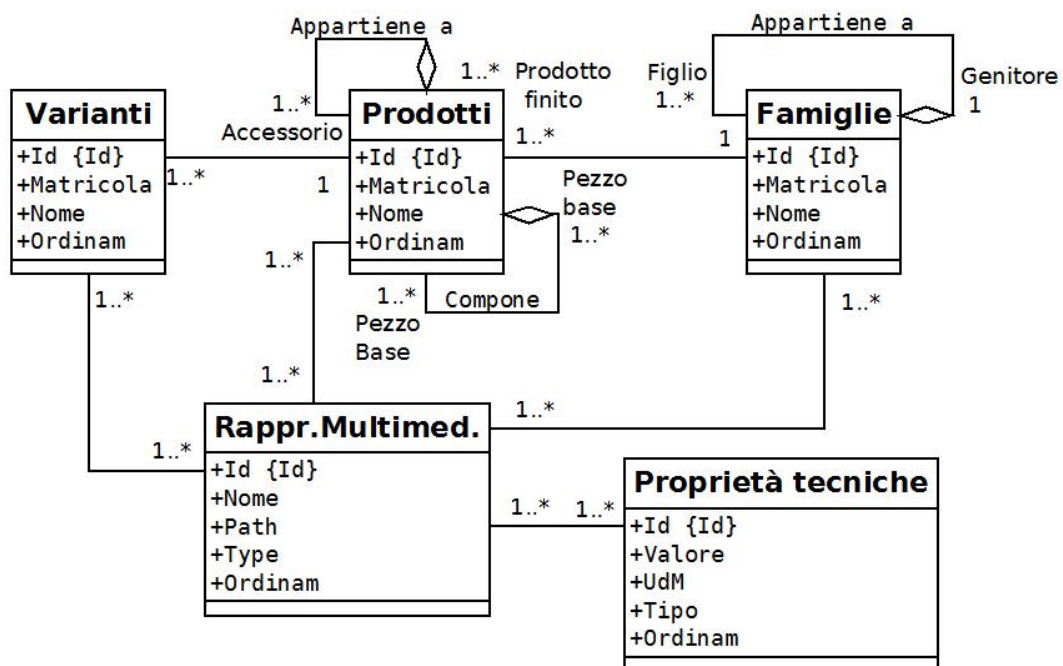 Appartiene a
1..*
1..*
Prodotto
finito
Accessorio
Appartiene a
Figlio
1..*
Genitore
1
Varianti
+Id {Id}
+Matricola
+Nome
+Ordinam
1..*
1
Prodotti
+Id {Id}
+Matricola
+Nome
+Ordinam
1..*
1
Famiglie
+Id {Id}
+Matricola
+Nome
+Ordinam
Pezzo
base
1..*
Compone
1..*
Pezzo
Base
1..*
1..*
1..*
1..*
1..*
1..*
Rappr.Multimed.
+Id {Id}
+Nome
+Path
+Type
+Ordinam
1..*
1..*
Proprietà tecniche
+Id {Id}
+Valore
+UdM
+Tipo
+Ordinam